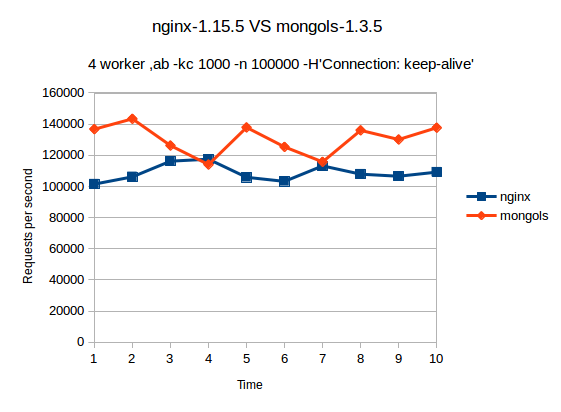 nginx-1.15.5 VS mongols-1.3.5
4 worker ,ab -kc 1000 -n 100000 -H'Connection: keep-alive'
160000
140000
120000
100000
80000
60000
40000
20000
0
Requests per second
1 2 3 4 5 6 7 8 9 10
Time
nginx
mongols